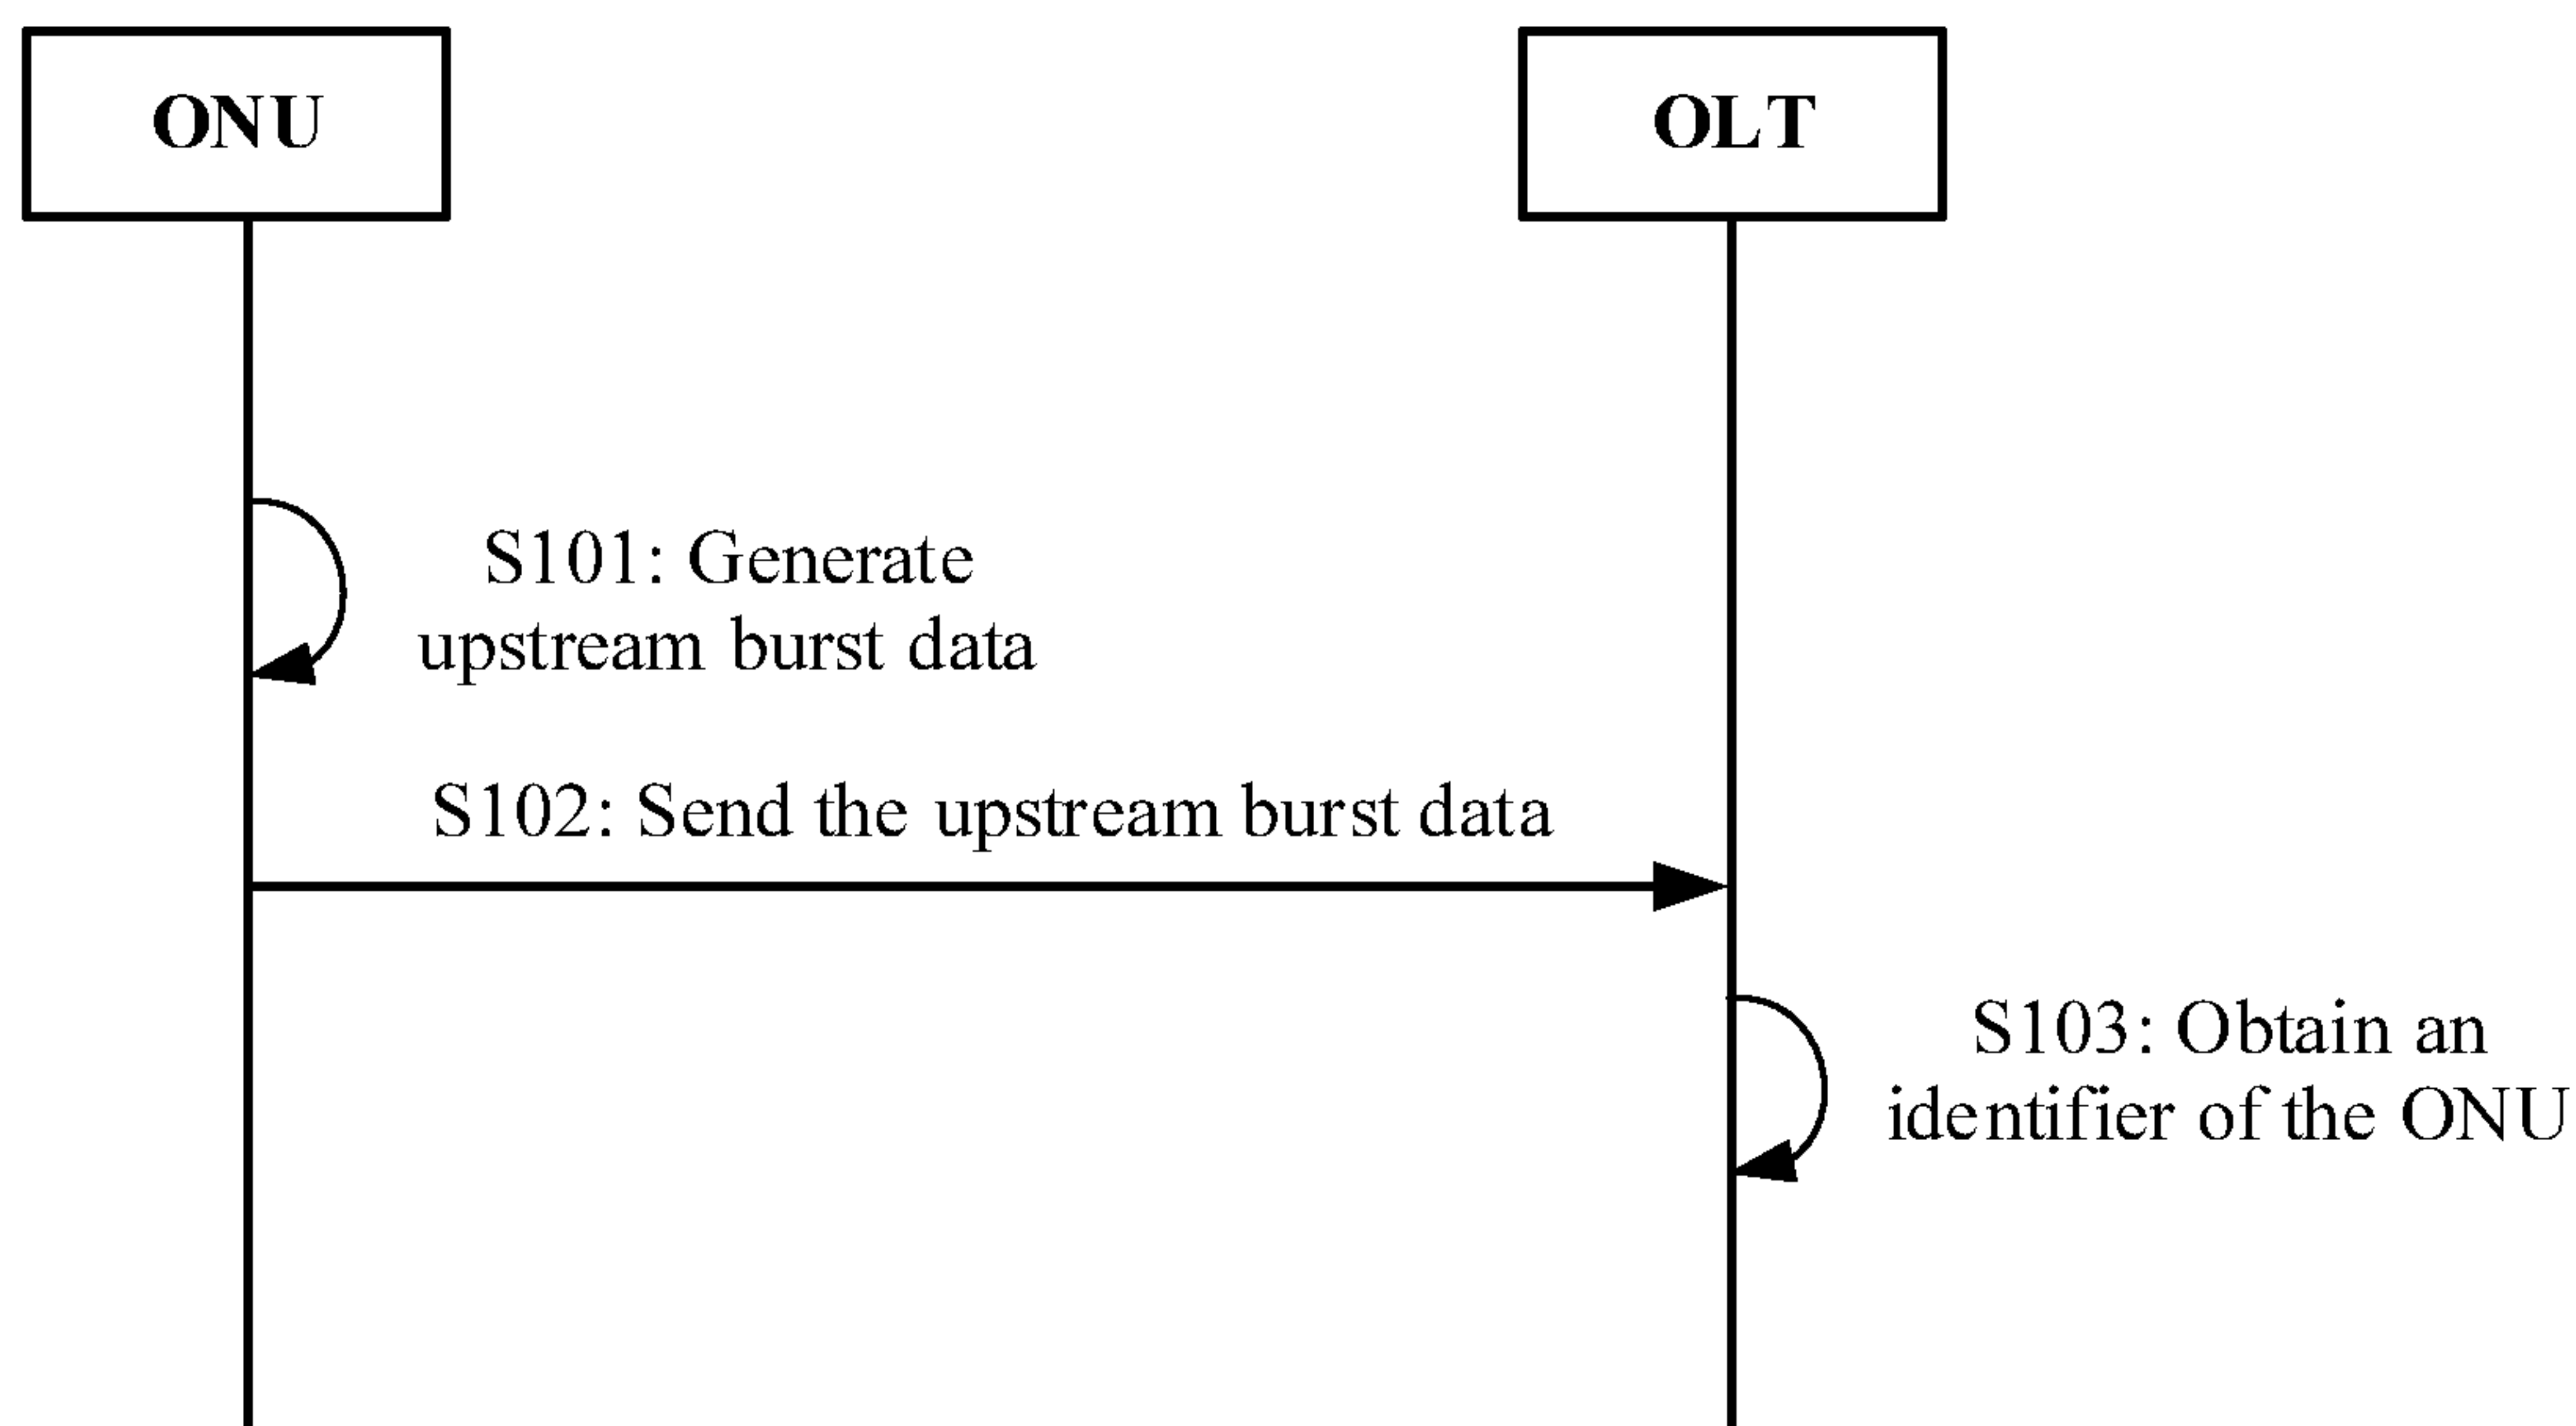 ONU
OLT
S101: Generate
upstream burst data
S102: Send the upstream burst data
S103: Obtain an
identifier of the ONU